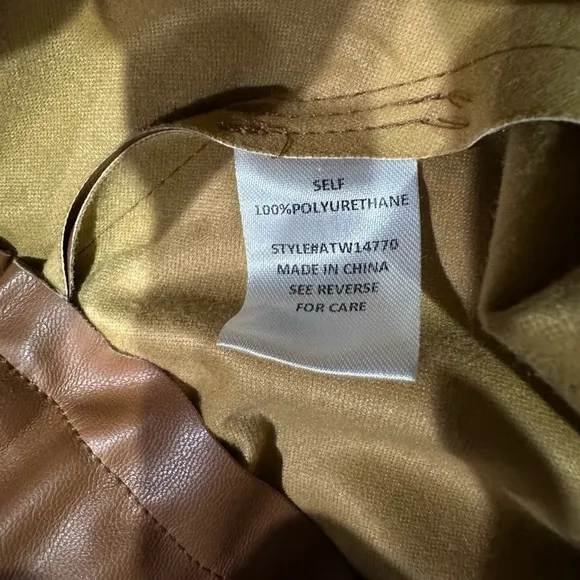 SELF
100%POLYURETHANE
STYLE#ATW14770
MADE IN CHINA
SEE REVERSE
FOR CARE